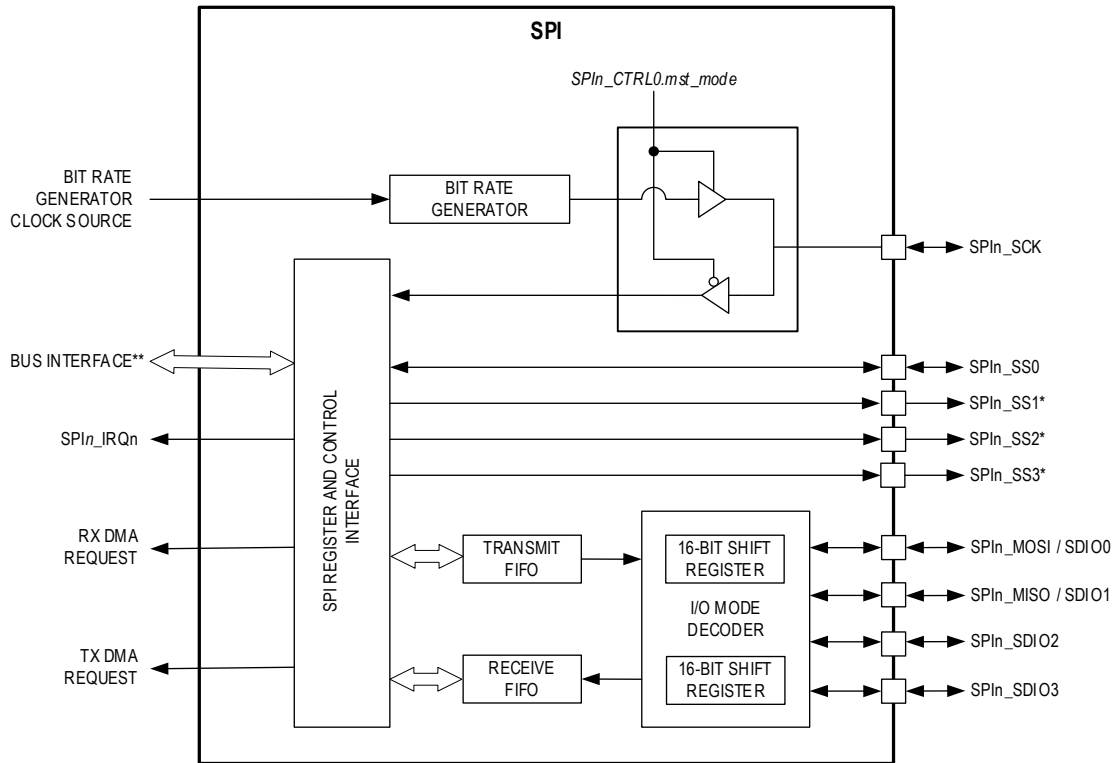 SPI
SPIn_CTRL0.mst_mode
BIT RATE
GENERATOR
CLOCK SOURCE
BIT RATE
GENERATOR
SPIn_SCK
BUS INTERFACE**
SPIn_IRQn
RX DMA
REQUEST
TX DMA
REQUEST
SPI REGISTER AND CONTROL
INTERFACE
SPIn_SS0
SPIn_SS1*
SPIn_SS2*
SPIn_SS3*
TRANSMIT
FIFO
RECEIVE
FIFO
16-BIT SHIFT
REGISTER
I/O MODE
DECODER
16-BIT SHIFT
REGISTER
SPIn_MOSI / SDIO0
SPIn_MISO / SDIO1
SPIn_SDIO2
SPIn_SDIO3